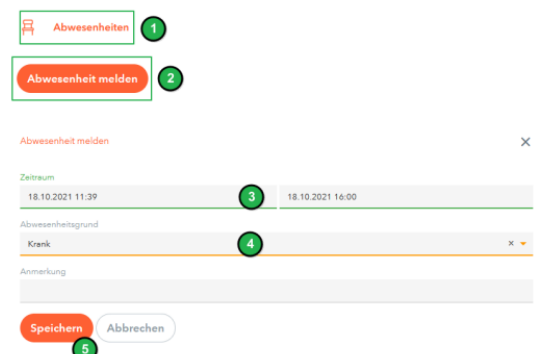 Abwesenheiten 1
Abwesenheit melden 2
Abwesenheit melden ×
Zeitraum
18.10.2021 11:39 3 18.10.2021 16:00
Abwesenheitsgrund
Krank 4 ×
Anmerkung
Speichern Abbrechen
5